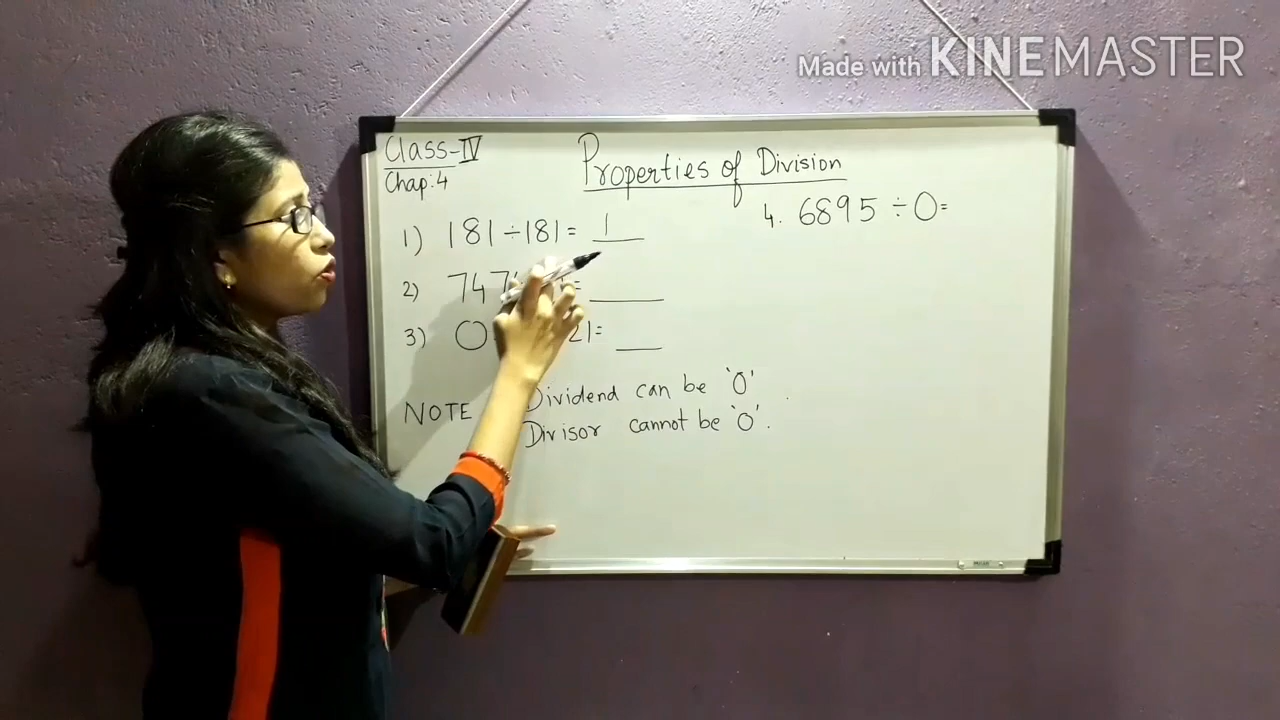 Made with KINEMASTER
Class-IV
Chap:4
Properties of Division
1) 181 ÷ 181 = 1
2) 747 =
3) 0 21 =
4. 6895 ÷ 0 =
NOTE Dividend can be '0'
Divisor cannot be '0'.